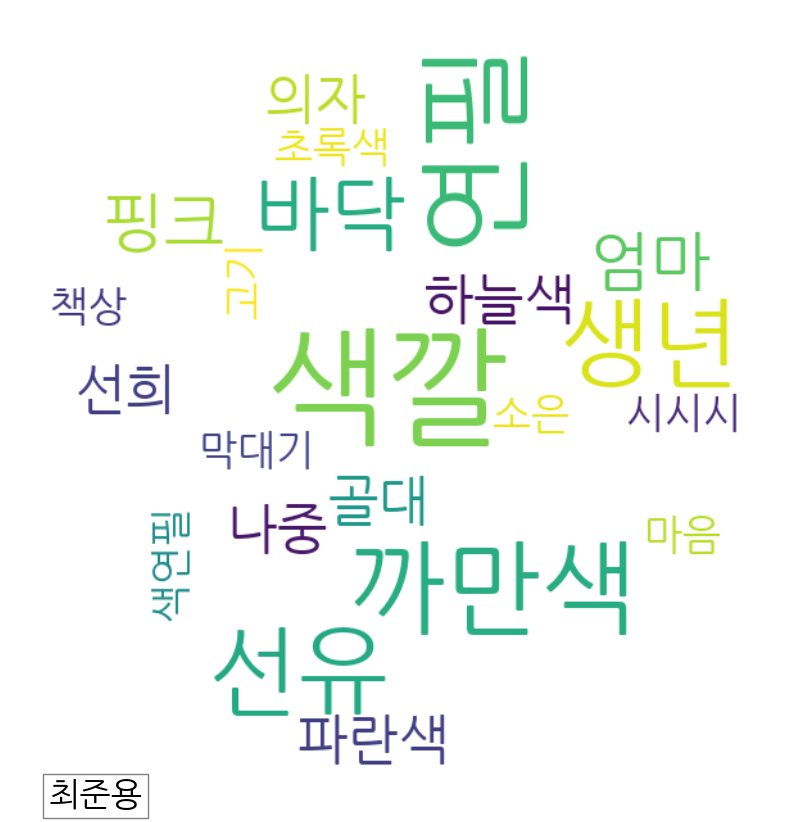 의자
연필
초록색
바닥
핑크
엄마
고기
하늘색
책상
생년
색깔
선희
소은
시시시
막대기
골대
나중
마음
색연필
까만색
선유
파란색
최준용